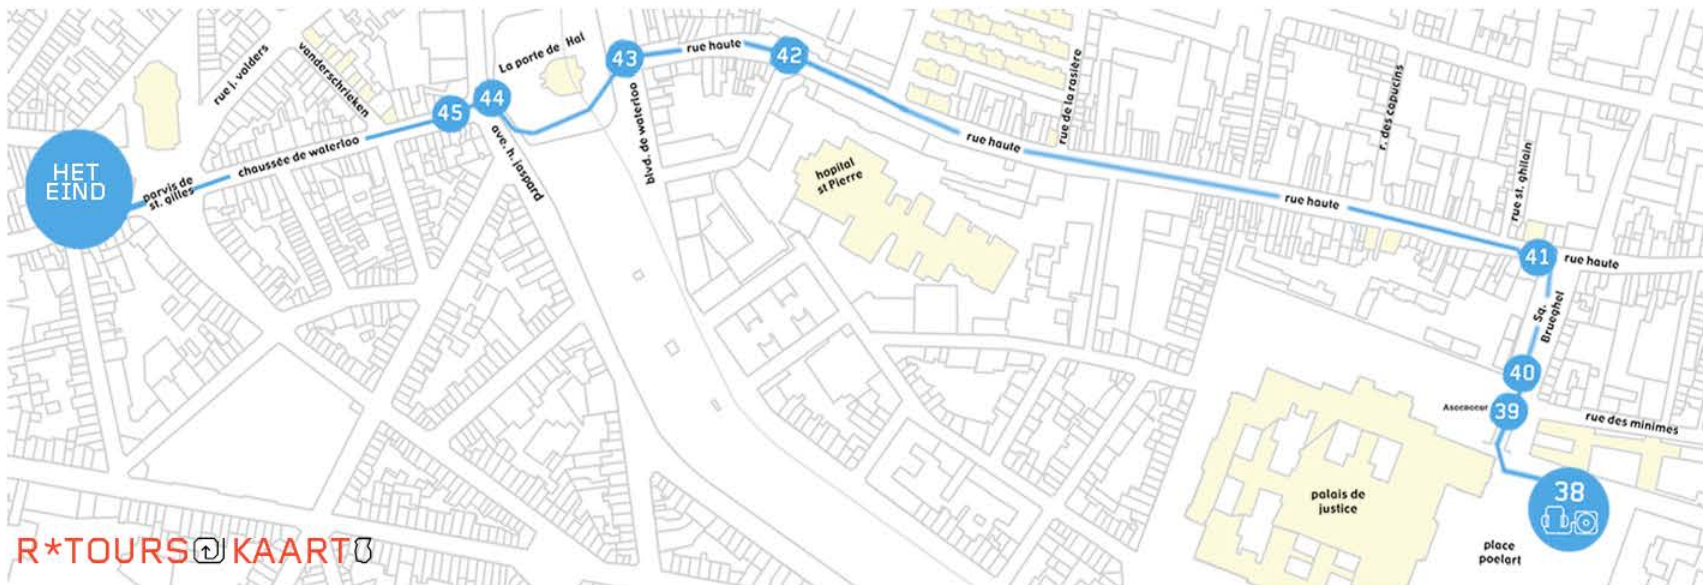 rue j. volders
vanderschrieken
La porte de Hal
43
rue haute
42
45
44
HET
EIND
parvis de
st. gilles
chaussée de waterloo
ave. h. jaspard
blvd. de waterloo
hopital
st Pierre
rue haute
rue de la rasière
r. des capucins
rue haute
rue st. ghilain
41
rue haute
Sq.
Brueghel
40
Ascenceur
39
rue des minimes
38
palais de
justice
place
poelart
R*TOURS KAART